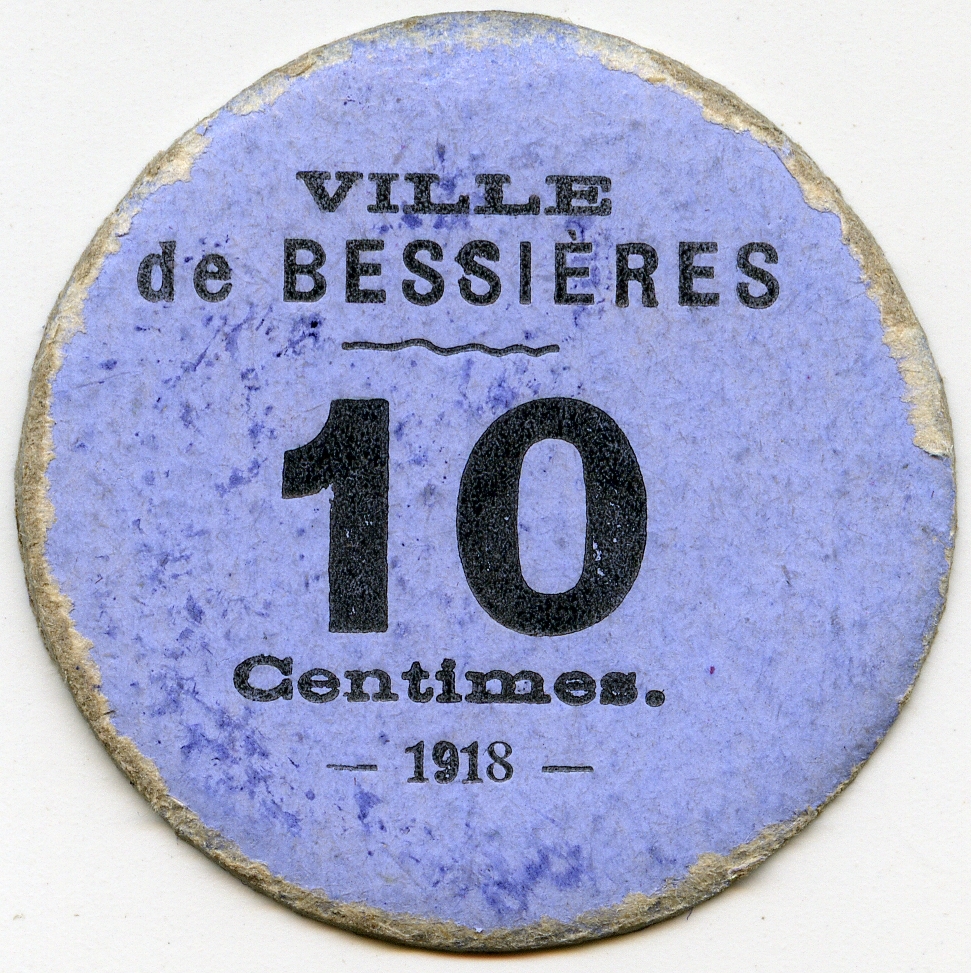 VILLE
de BESSIÈRES
10
Centimes.
— 1918 —